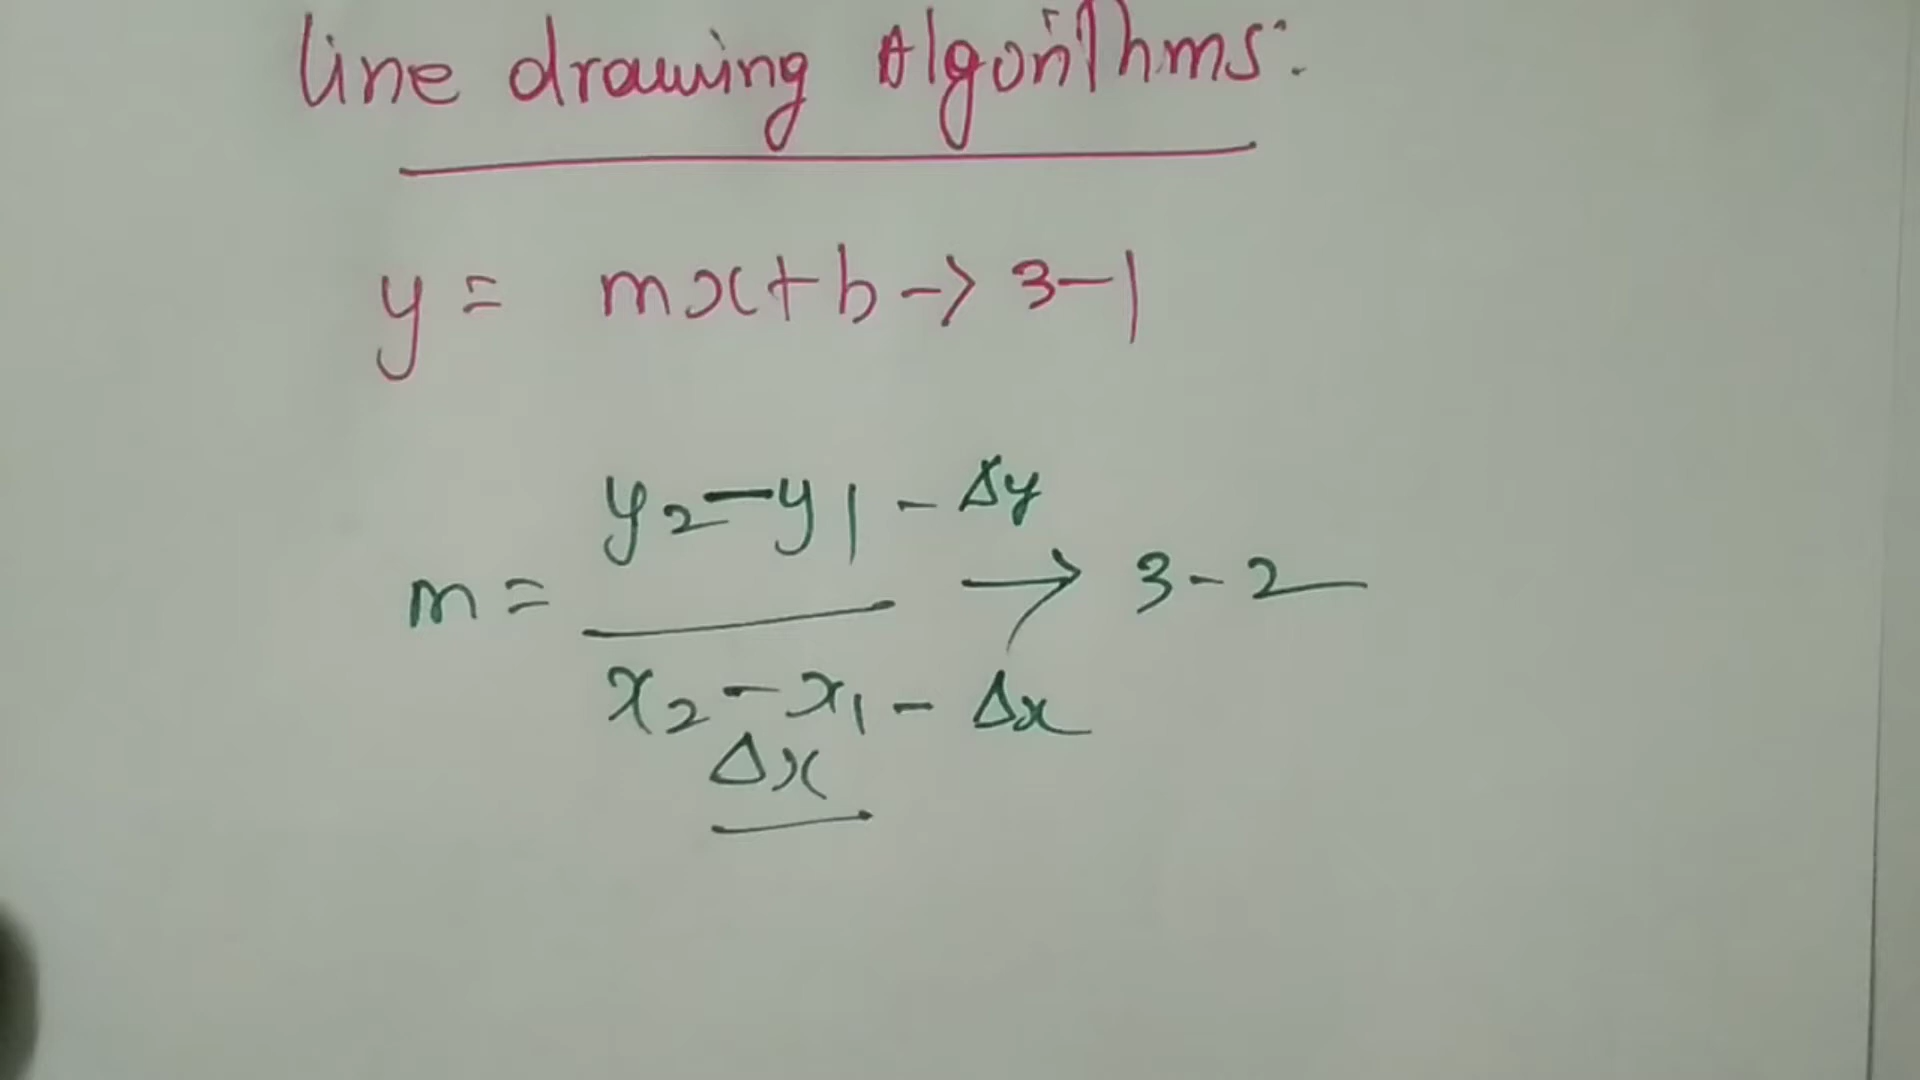 line drawing Algorithms:
y = mx+b -> 3-1
y2-y1 - Δy
m = → 3-2
x2-x1 - Δx
Δx